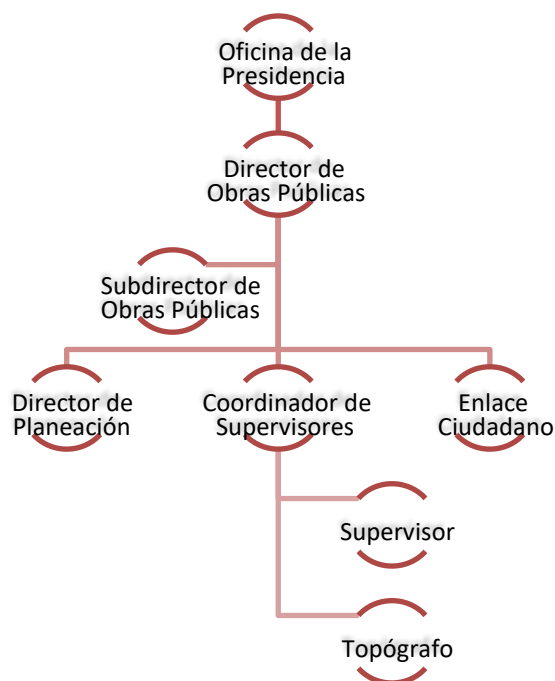 Oficina de la
Presidencia
Director de
Obras Públicas
Subdirector de
Obras Públicas
Director de
Planeación
Coordinador de
Supervisores
Enlace
Ciudadano
Supervisor
Topógrafo